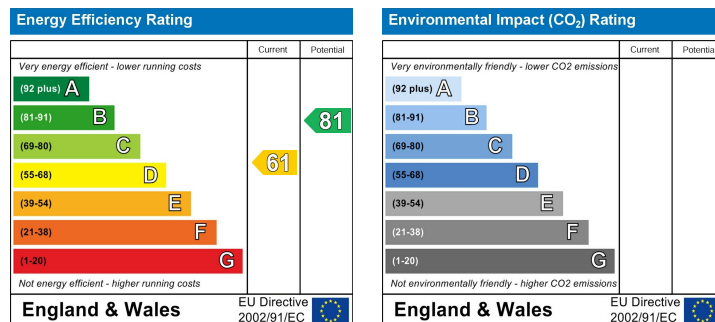 Energy Efficiency Rating
Current Potential
Very energy efficient - lower running costs
(92 plus) A
(81-91) B
81
(69-80) C
(55-68) D
61
(39-54) E
(21-38) F
(1-20) G
Not energy efficient - higher running costs
England & Wales
EU Directive
2002/91/EC
Environmental Impact (CO₂) Rating
Current Potential
Very environmentally friendly - lower CO2 emissions
(92 plus) A
(81-91) B
(69-80) C
(55-68) D
(39-54) E
(21-38) F
(1-20) G
Not environmentally friendly - higher CO2 emissions
England & Wales
EU Directive
2002/91/EC